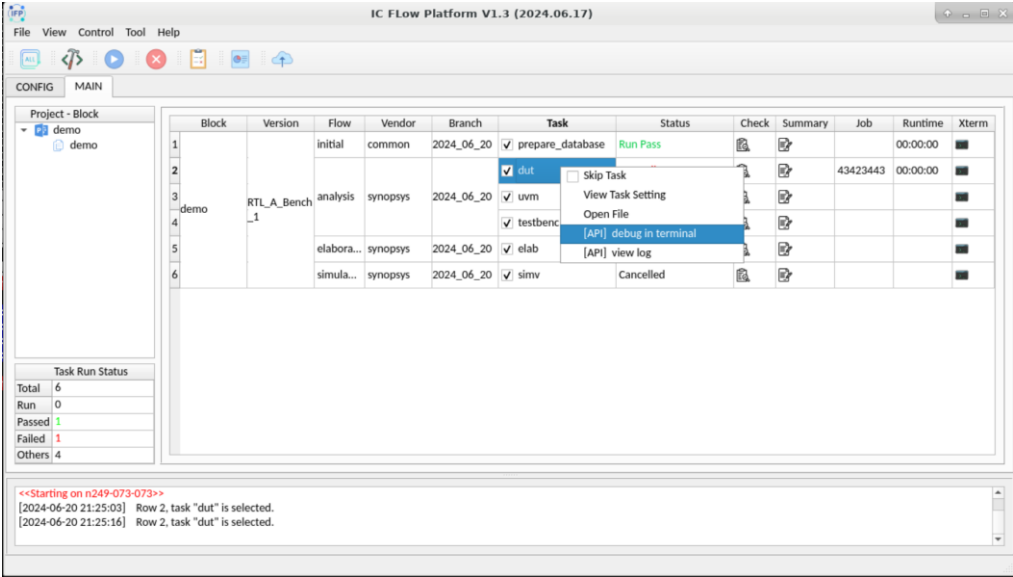 IFP
IC FLow Platform V1.3 (2024.06.17)
File View Control Tool Help
ALL
CONFIG MAIN
Project - Block
demo
demo
Block Version Flow Vendor Branch Task Status Check Summary Job Runtime Xterm
1 initial common 2024_06_20 prepare_database Run Pass 00:00:00
2 dut 43423443 00:00:00
3 demo RTL_A_Bench_1 analysis synopsys 2024_06_20 uvm
4 testbenc
5 elabora... synopsys 2024_06_20 elab
6 simula... synopsys 2024_06_20 simv Cancelled
Skip Task
View Task Setting
Open File
[API] debug in terminal
[API] view log
Task Run Status
Total 6
Run 0
Passed 1
Failed 1
Others 4
<<Starting on n249-073-073>>
[2024-06-20 21:25:03] Row 2, task "dut" is selected.
[2024-06-20 21:25:16] Row 2, task "dut" is selected.